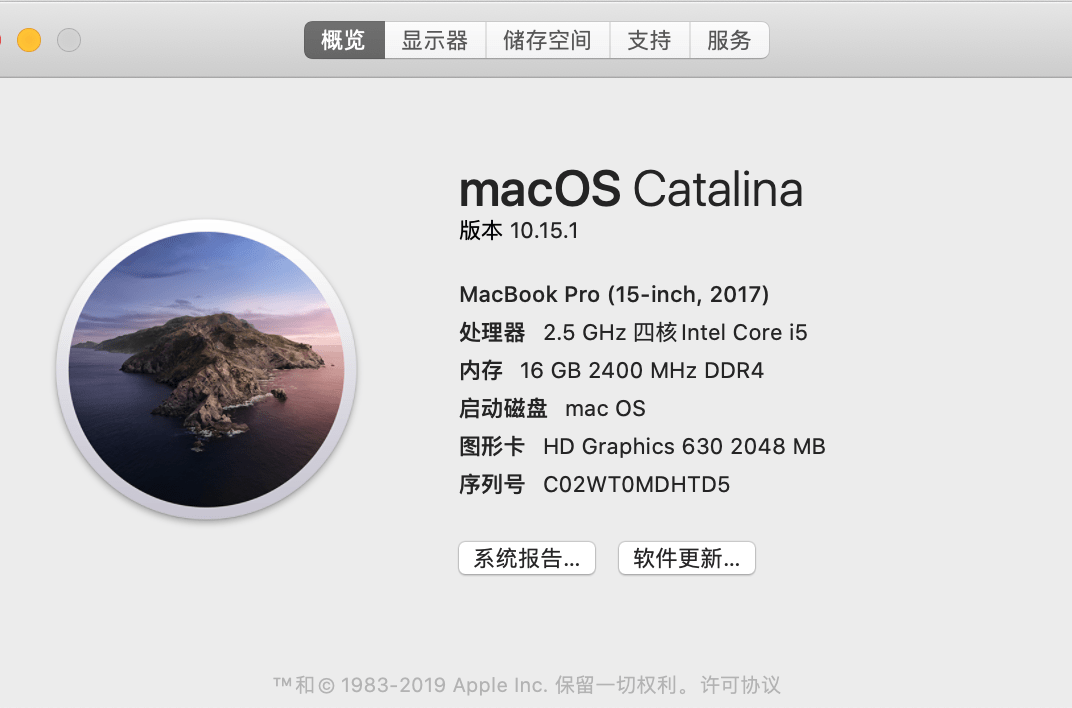 概览 显示器 储存空间 支持 服务
macOS Catalina
版本 10.15.1
MacBook Pro (15-inch, 2017)
处理器 2.5 GHz 四核Intel Core i5
内存 16 GB 2400 MHz DDR4
启动磁盘 mac OS
图形卡 HD Graphics 630 2048 MB
序列号 C02WT0MDHTD5
系统报告... 软件更新...
™和© 1983-2019 Apple Inc. 保留一切权利。许可协议